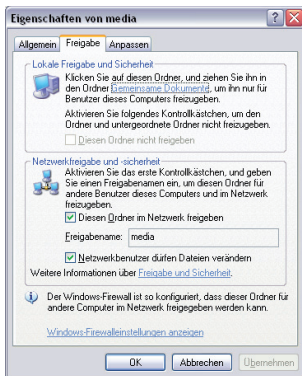 Eigenschaften von media
Allgemein Freigabe Anpassen
Lokale Freigabe und Sicherheit
Klicken Sie auf diesen Ordner, und ziehen Sie ihn in
den Ordner Gemeinsame Dokumente, um ihn nur für
Benutzer dieses Computers freizugeben.
Aktivieren Sie folgendes Kontrollkästchen, um den
Ordner und untergeordnete Ordner nicht freizugeben.
Diesen Ordner nicht freigeben
Netzwerkfreigabe und -sicherheit
Aktivieren Sie das erste Kontrollkästchen, und geben
Sie einen Freigabenamen ein, um diesen Ordner für
andere Benutzer dieses Computers und im Netzwerk
freizugeben.
Diesen Ordner im Netzwerk freigeben
Freigabename: media
Netzwerkbenutzer dürfen Dateien verändern
Weitere Informationen über Freigabe und Sicherheit.
Der Windows-Firewall ist so konfiguriert, dass dieser Ordner für
andere Computer im Netzwerk freigegeben werden kann.
Windows-Firewalleinstellungen anzeigen
OK Abbrechen Übernehmen